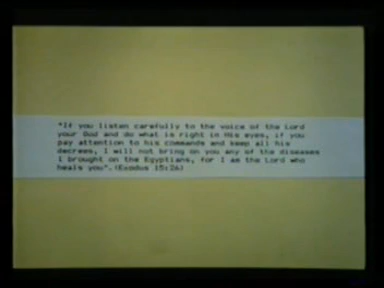 "If you listen carefully to the voice of the Lord
your God and do what is right in His eyes, if you
pay attention to his commands and keep all his
decrees, I will not bring on you any of the diseases
I brought on the Egyptians, for I am the Lord who
heals you".(Exodus 15:26)